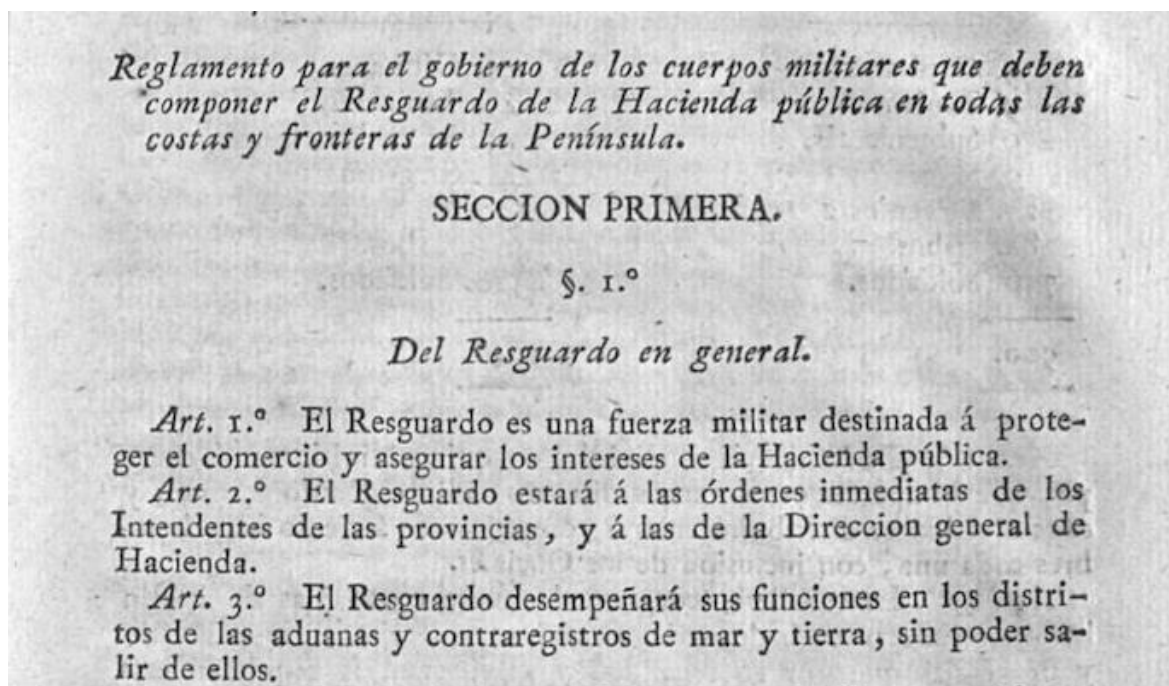 Reglamento para el gobierno de los cuerpos militares que deben
componer el Resguardo de la Hacienda pública en todas las
costas y fronteras de la Península.
SECCION PRIMERA.
§. 1.º
Del Resguardo en general.
Art. 1.º El Resguardo es una fuerza militar destinada á prote-
ger el comercio y asegurar los intereses de la Hacienda pública.
Art. 2.º El Resguardo estará á las órdenes inmediatas de los
Intendentes de las provincias, y á las de la Direccion general de
Hacienda.
Art. 3.º El Resguardo desempeñará sus funciones en los distri-
tos de las aduanas y contraregistros de mar y tierra, sin poder sa-
lir de ellos.